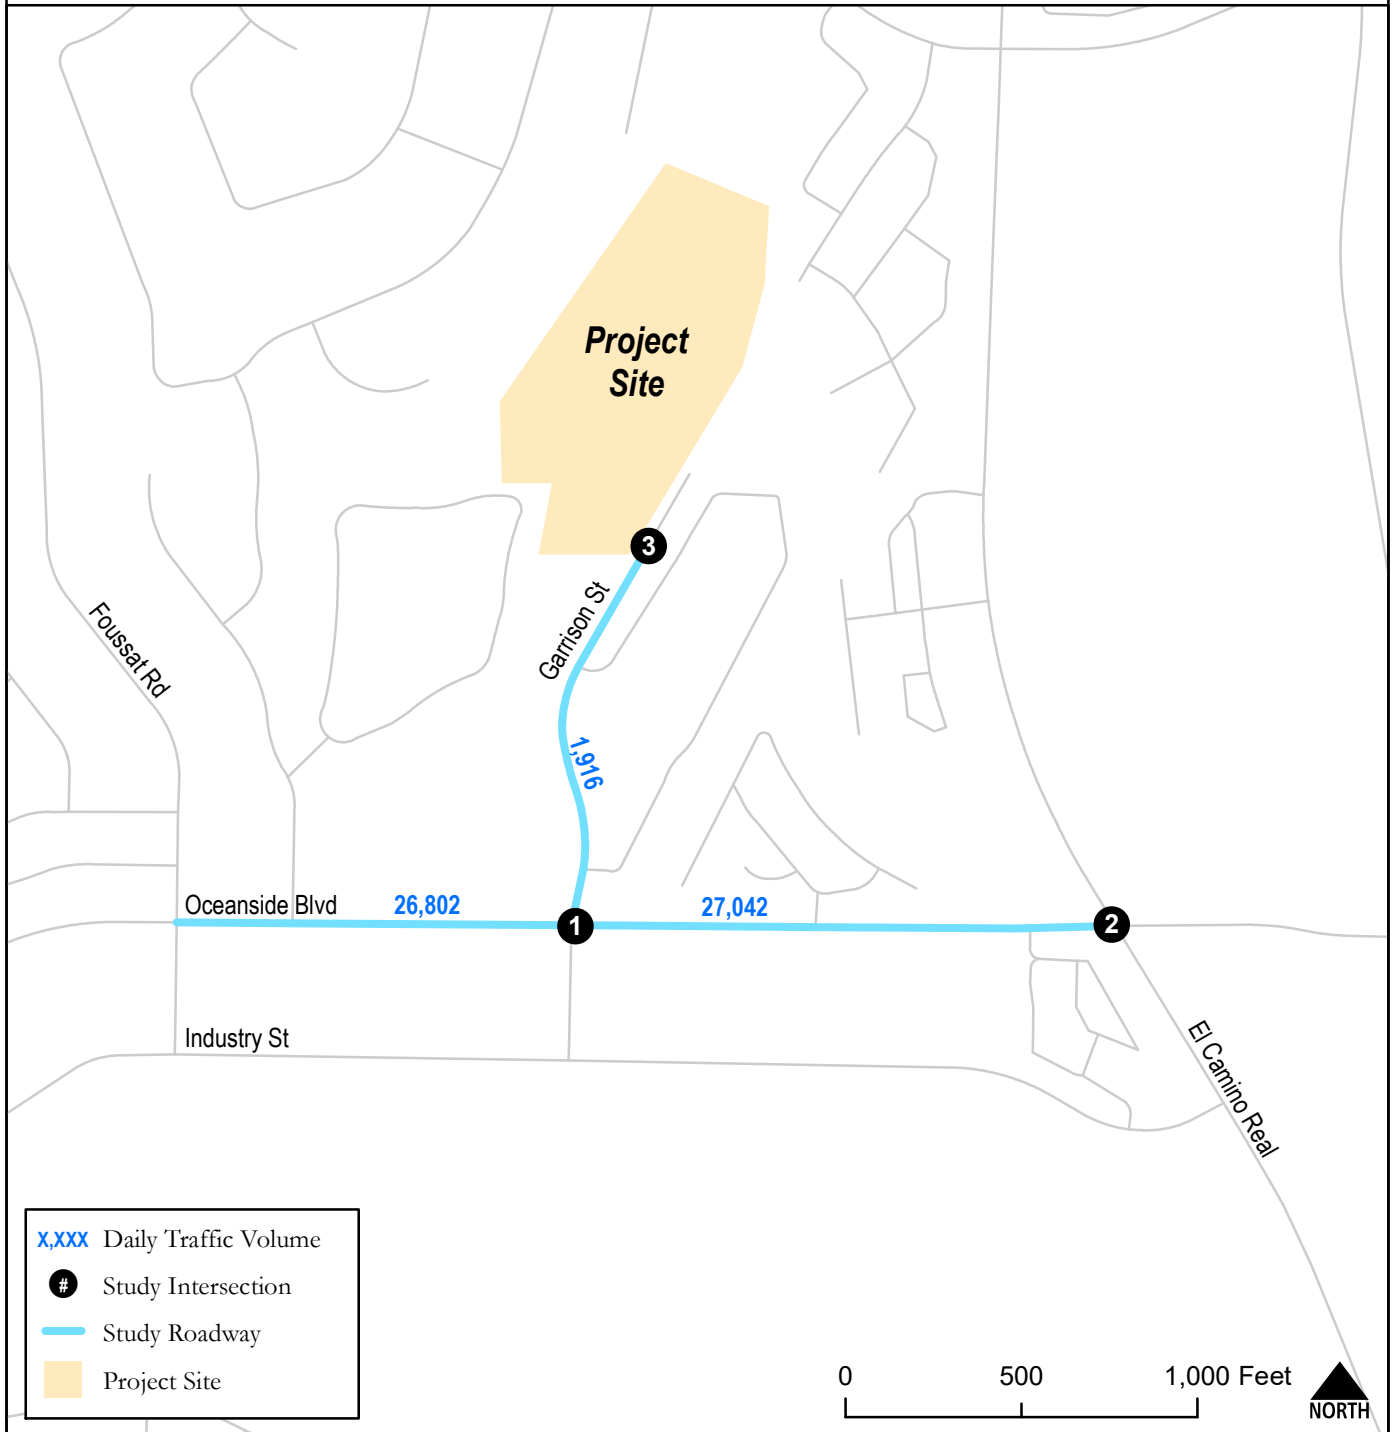 Project
Site
3
Garrison St
Foussat Rd
1,916
Oceanside Blvd
26,802
27,042
1
2
Industry St
El Camino Real
X,XXX Daily Traffic Volume
# Study Intersection
Study Roadway
Project Site
0 500 1,000 Feet
NORTH